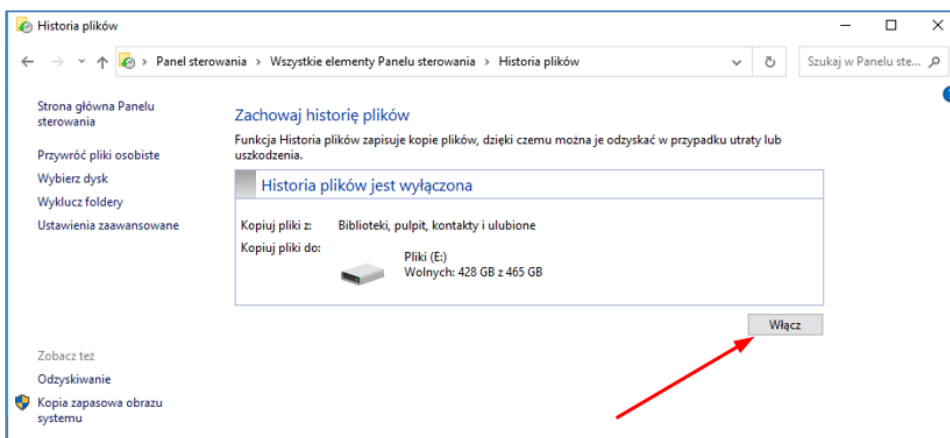 Historia plików
Panel sterowania > Wszystkie elementy Panelu sterowania > Historia plików
Szukaj w Panelu ste...
Strona główna Panelu
sterowania
Przywróć pliki osobiste
Wybierz dysk
Wyklucz foldery
Ustawienia zaawansowane
Zachowaj historię plików
Funkcja Historia plików zapisuje kopie plików, dzięki czemu można je odzyskać w przypadku utraty lub
uszkodzenia.
Historia plików jest wyłączona
Kopiuj pliki z: Biblioteki, pulpit, kontakty i ulubione
Kopiuj pliki do:
Pliki (E:)
Wolnych: 428 GB z 465 GB
Włącz
Zobacz też
Odzyskiwanie
Kopia zapasowa obrazu
systemu